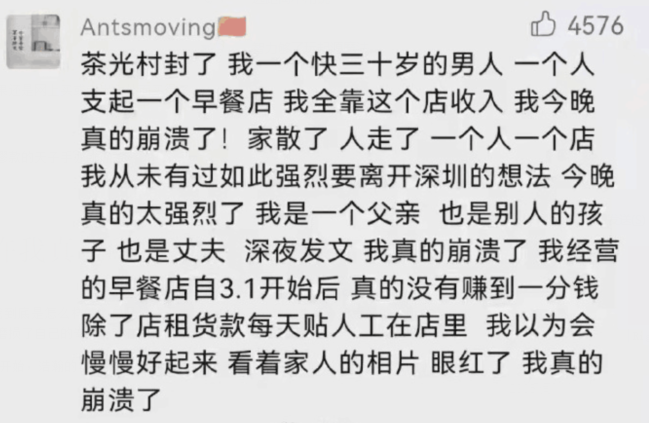 Antsmoving🇨🇳
4576
茶光村封了 我一个快三十岁的男人 一个人
支起一个早餐店 我全靠这个店收入 我今晚
真的崩溃了！家散了 人走了 一个人一个店
我从未有过如此强烈要离开深圳的想法 今晚
真的太强烈了 我是一个父亲 也是别人的孩
子 也是丈夫 深夜发文 我真的崩溃了 我经营
的早餐店自3.1开始后 真的没有赚到一分钱
除了店租货款每天贴人工在店里 我以为会
慢慢好起来 看着家人的相片 眼红了 我真的
崩溃了